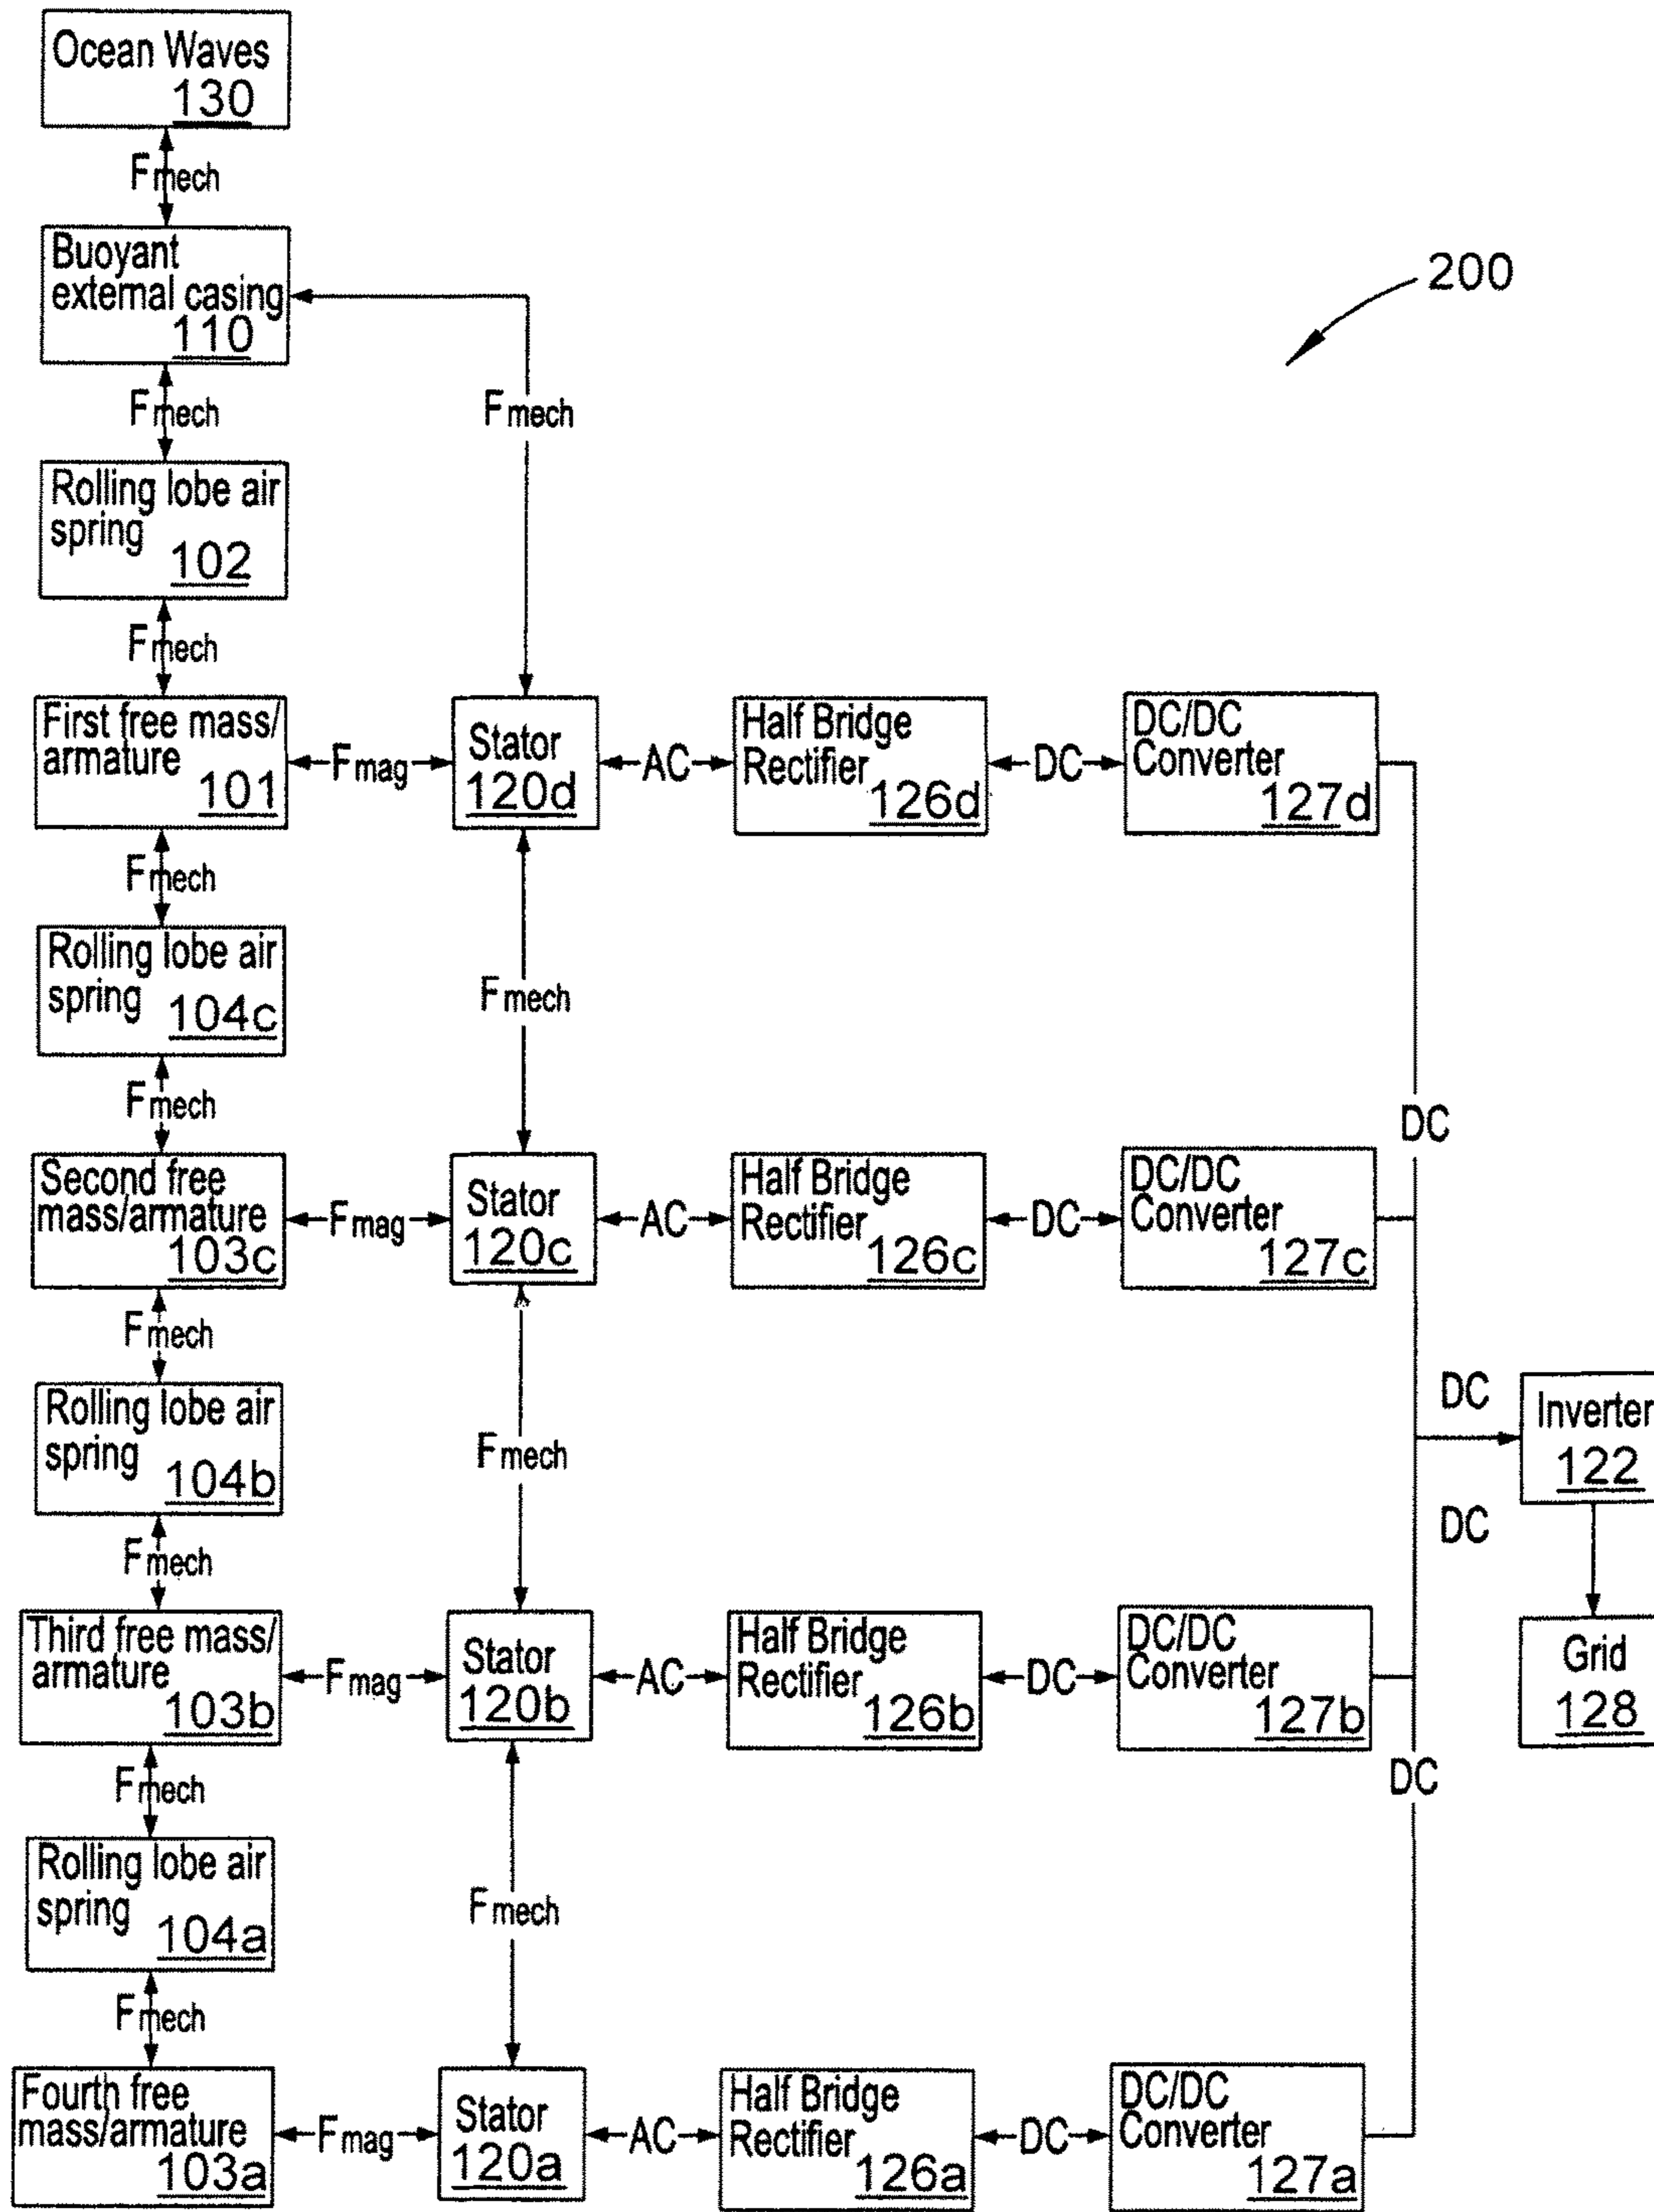 Ocean Waves
130
Fmech
Buoyant
external casing
110
200
Fmech
Fmech
Rolling lobe air
spring
102
Fmech
First free mass/
armature
101
Fmag
Stator
120d
AC
Half Bridge
Rectifier
126d
DC
DC/DC
Converter
127d
Fmech
Rolling lobe air
spring
104c
Fmech
Fmech
DC
Second free
mass/armature
103c
Fmag
Stator
120c
AC
Half Bridge
Rectifier
126c
DC
DC/DC
Converter
127c
Fmech
Rolling lobe air
spring
104b
Fmech
DC
Inverter
122
DC
Fmech
Third free mass/
armature
103b
Fmag
Stator
120b
AC
Half Bridge
Rectifier
126b
DC
DC/DC
Converter
127b
Grid
128
Fmech
DC
Rolling lobe air
spring
104a
Fmech
Fmech
Fourth free
mass/armature
103a
Fmag
Stator
120a
AC
Half Bridge
Rectifier
126a
DC
DC/DC
Converter
127a